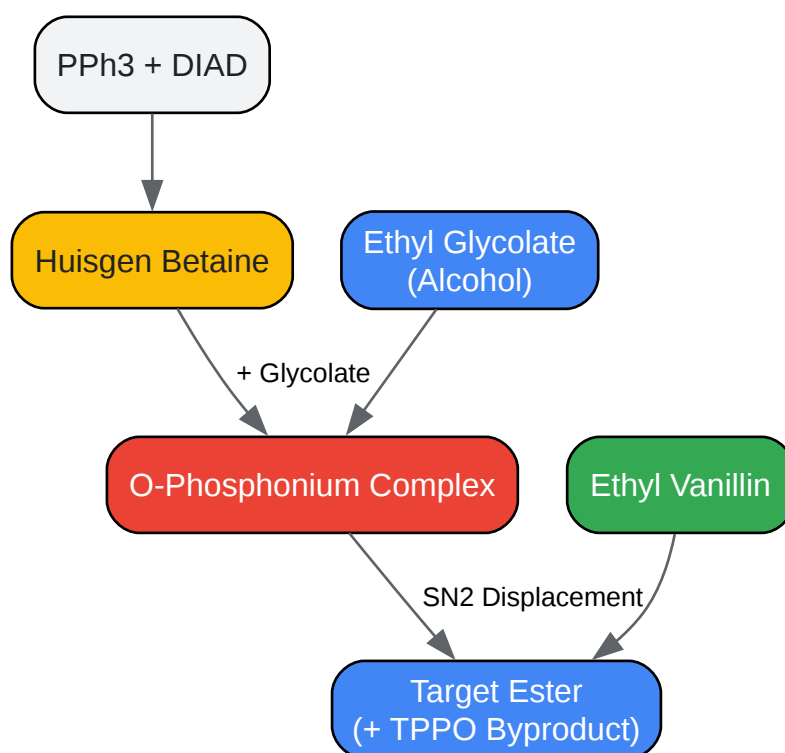 PPh3 + DIAD
Huisgen Betaine
Ethyl Glycolate
(Alcohol)
+ Glycolate
O-Phosphonium Complex
Ethyl Vanillin
SN2 Displacement
Target Ester
(+ TPPO Byproduct)